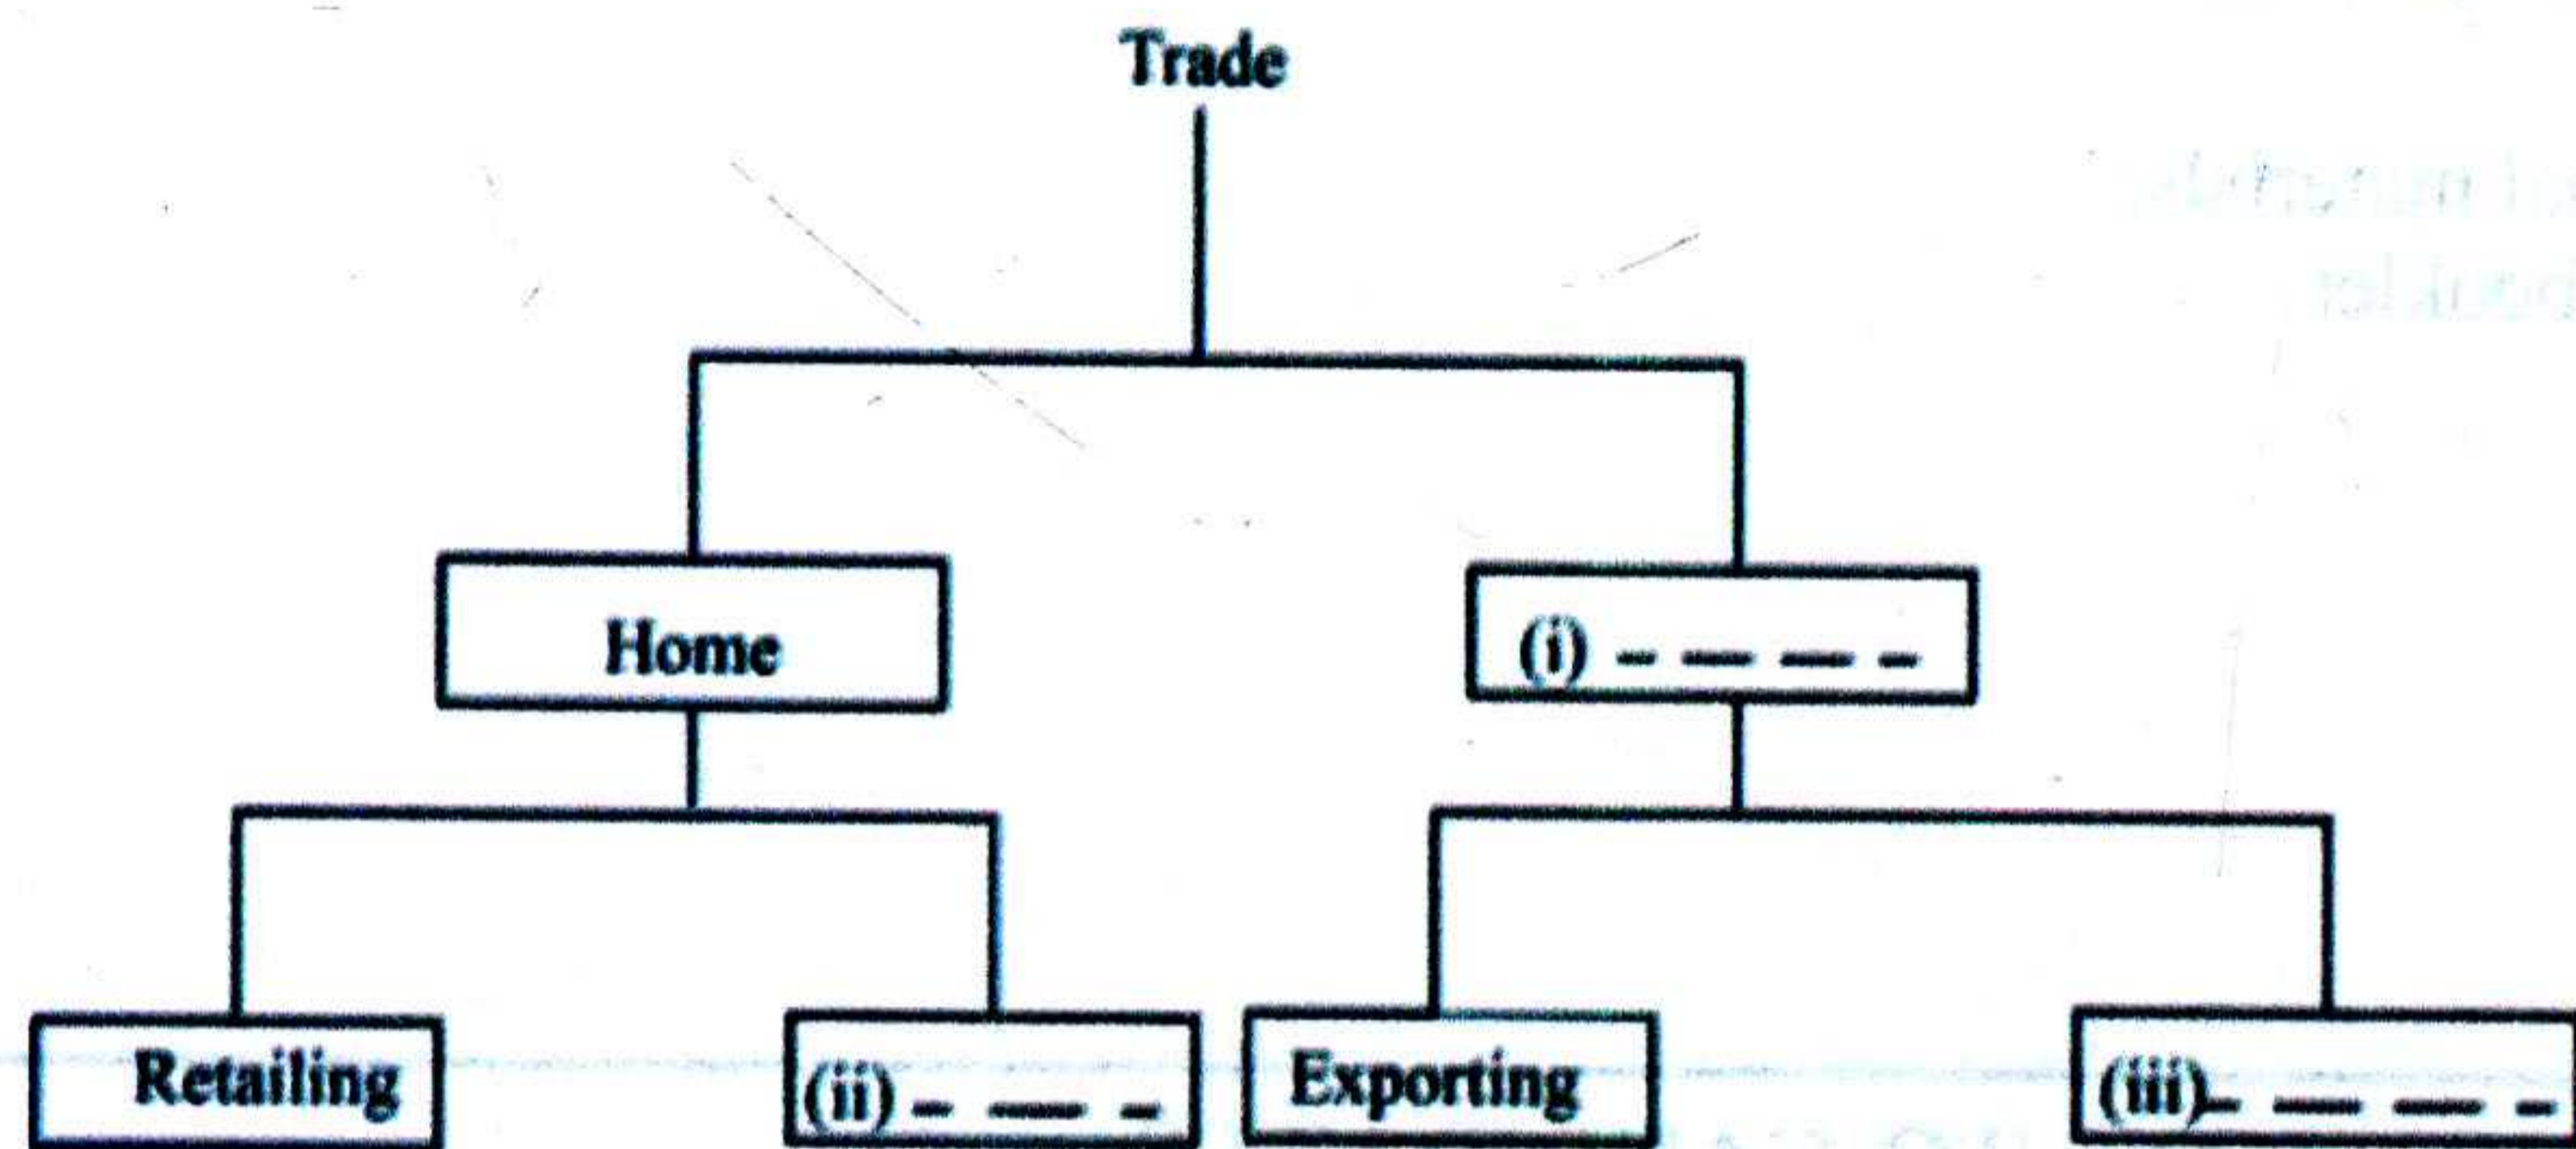 Trade
Home
(i) - - - -
Retailing
(ii) - - -
Exporting
(iii) - - - -